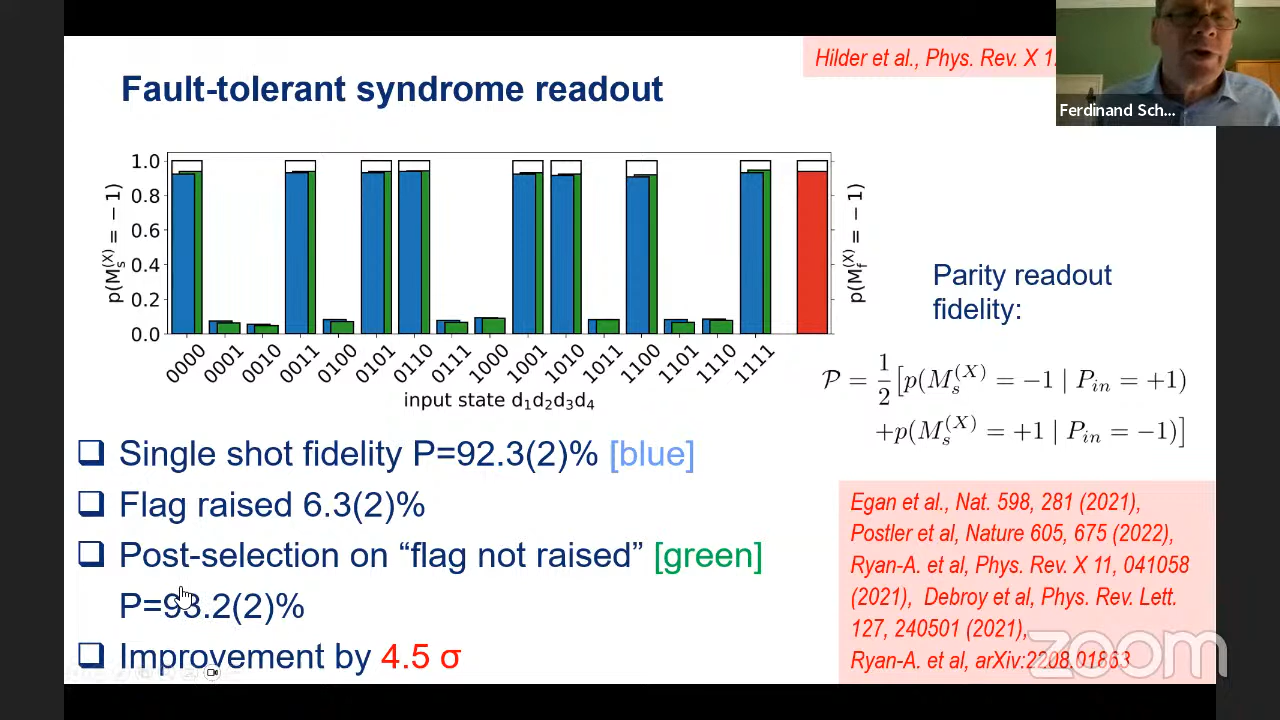 Fault-tolerant syndrome readout
Hilder et al., Phys. Rev. X 1
Ferdinand Sch...
1.0
0.8
0.6
0.4
0.2
0.0
p(M_s^(X) = − 1)
p(M_f^(X) = − 1)
0000 0001 0010 0011 0100 0101 0110 0111 1000 1001 1010 1011 1100 1101 1110 1111
input state d₁d₂d₃d₄
Parity readout
fidelity:
𝒫 = 1/2 [p(M_s^(X) = −1 | P_in = +1)
+p(M_s^(X) = +1 | P_in = −1)]
❑ Single shot fidelity P=92.3(2)% [blue]
❑ Flag raised 6.3(2)%
❑ Post-selection on “flag not raised” [green]
P=93.2(2)%
❑ Improvement by 4.5 σ
Egan et al., Nat. 598, 281 (2021),
Postler et al, Nature 605, 675 (2022),
Ryan-A. et al, Phys. Rev. X 11, 041058
(2021), Debroy et al, Phys. Rev. Lett.
127, 240501 (2021),
Ryan-A. et al, arXiv:2208.01863
zoom